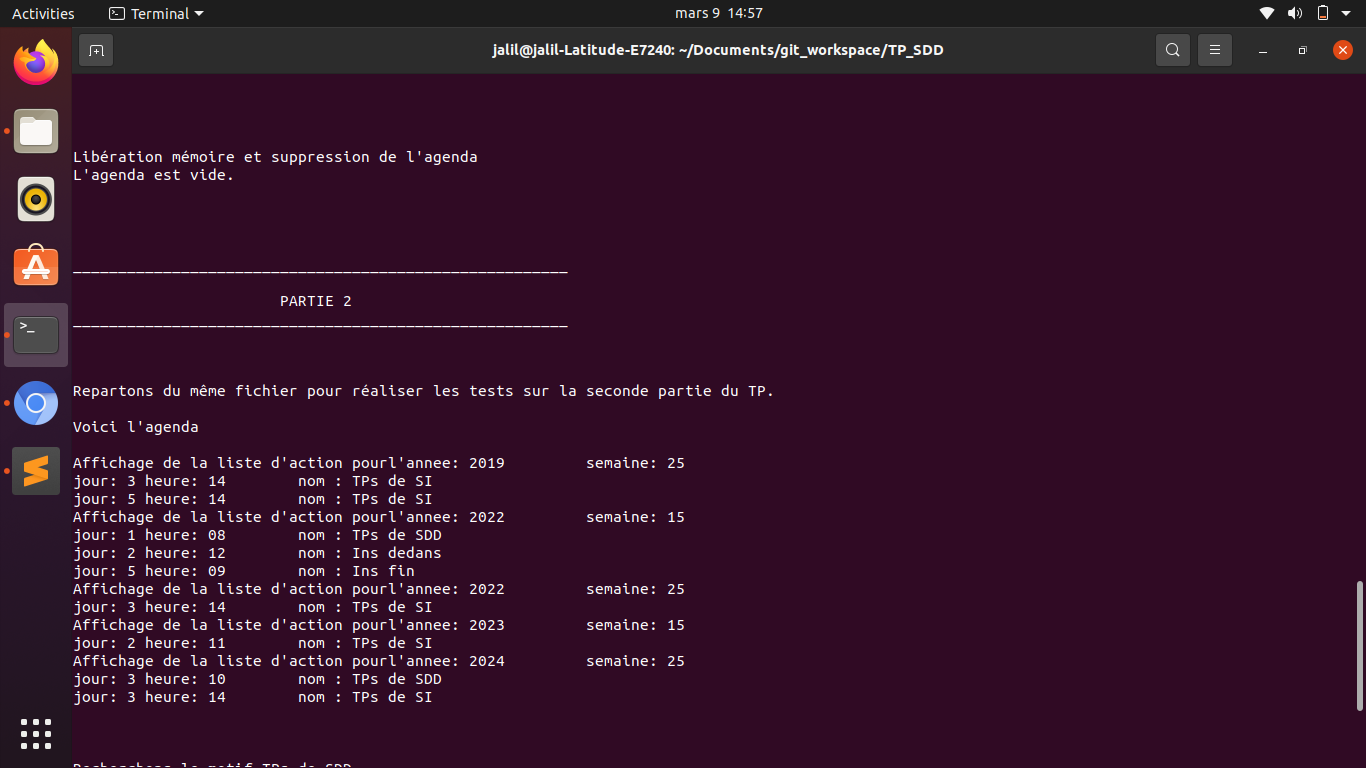 Activities Terminal mars 9 14:57
jalil@jalil-Latitude-E7240: ~/Documents/git_workspace/TP_SDD
Libération mémoire et suppression de l'agenda
L'agenda est vide.
_______________________________________________________
PARTIE 2
_______________________________________________________
Repartons du même fichier pour réaliser les tests sur la seconde partie du TP.
Voici l'agenda
Affichage de la liste d'action pourl'annee: 2019 semaine: 25
jour: 3 heure: 14 nom : TPs de SI
jour: 5 heure: 14 nom : TPs de SI
Affichage de la liste d'action pourl'annee: 2022 semaine: 15
jour: 1 heure: 08 nom : TPs de SDD
jour: 2 heure: 12 nom : Ins dedans
jour: 5 heure: 09 nom : Ins fin
Affichage de la liste d'action pourl'annee: 2022 semaine: 25
jour: 3 heure: 14 nom : TPs de SI
Affichage de la liste d'action pourl'annee: 2023 semaine: 15
jour: 2 heure: 11 nom : TPs de SI
Affichage de la liste d'action pourl'annee: 2024 semaine: 25
jour: 3 heure: 10 nom : TPs de SDD
jour: 3 heure: 14 nom : TPs de SI
Recherchons le motif TPs de SDD